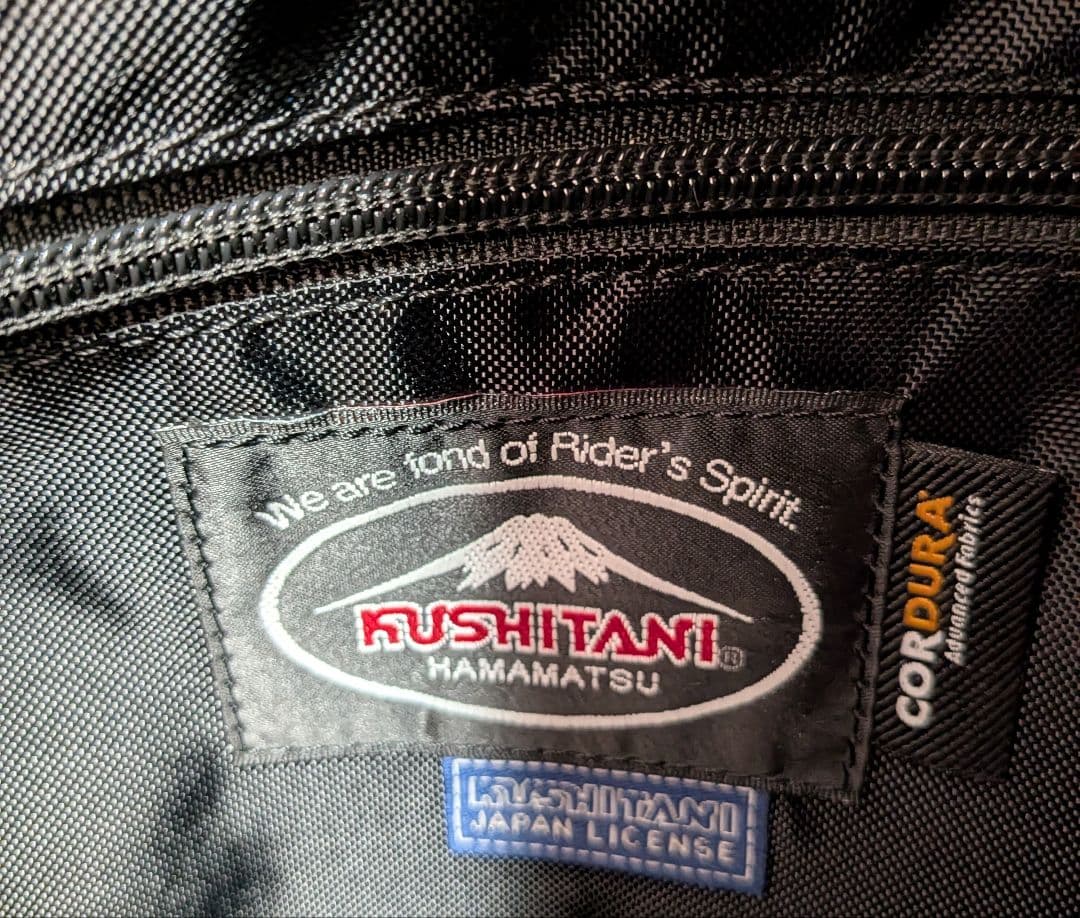 We are fond of Rider's Spirit.
KUSHITANI®
HAMAMATSU
CORDURA®
Advanced Fabrics
KUSHITANI
JAPAN LICENSE